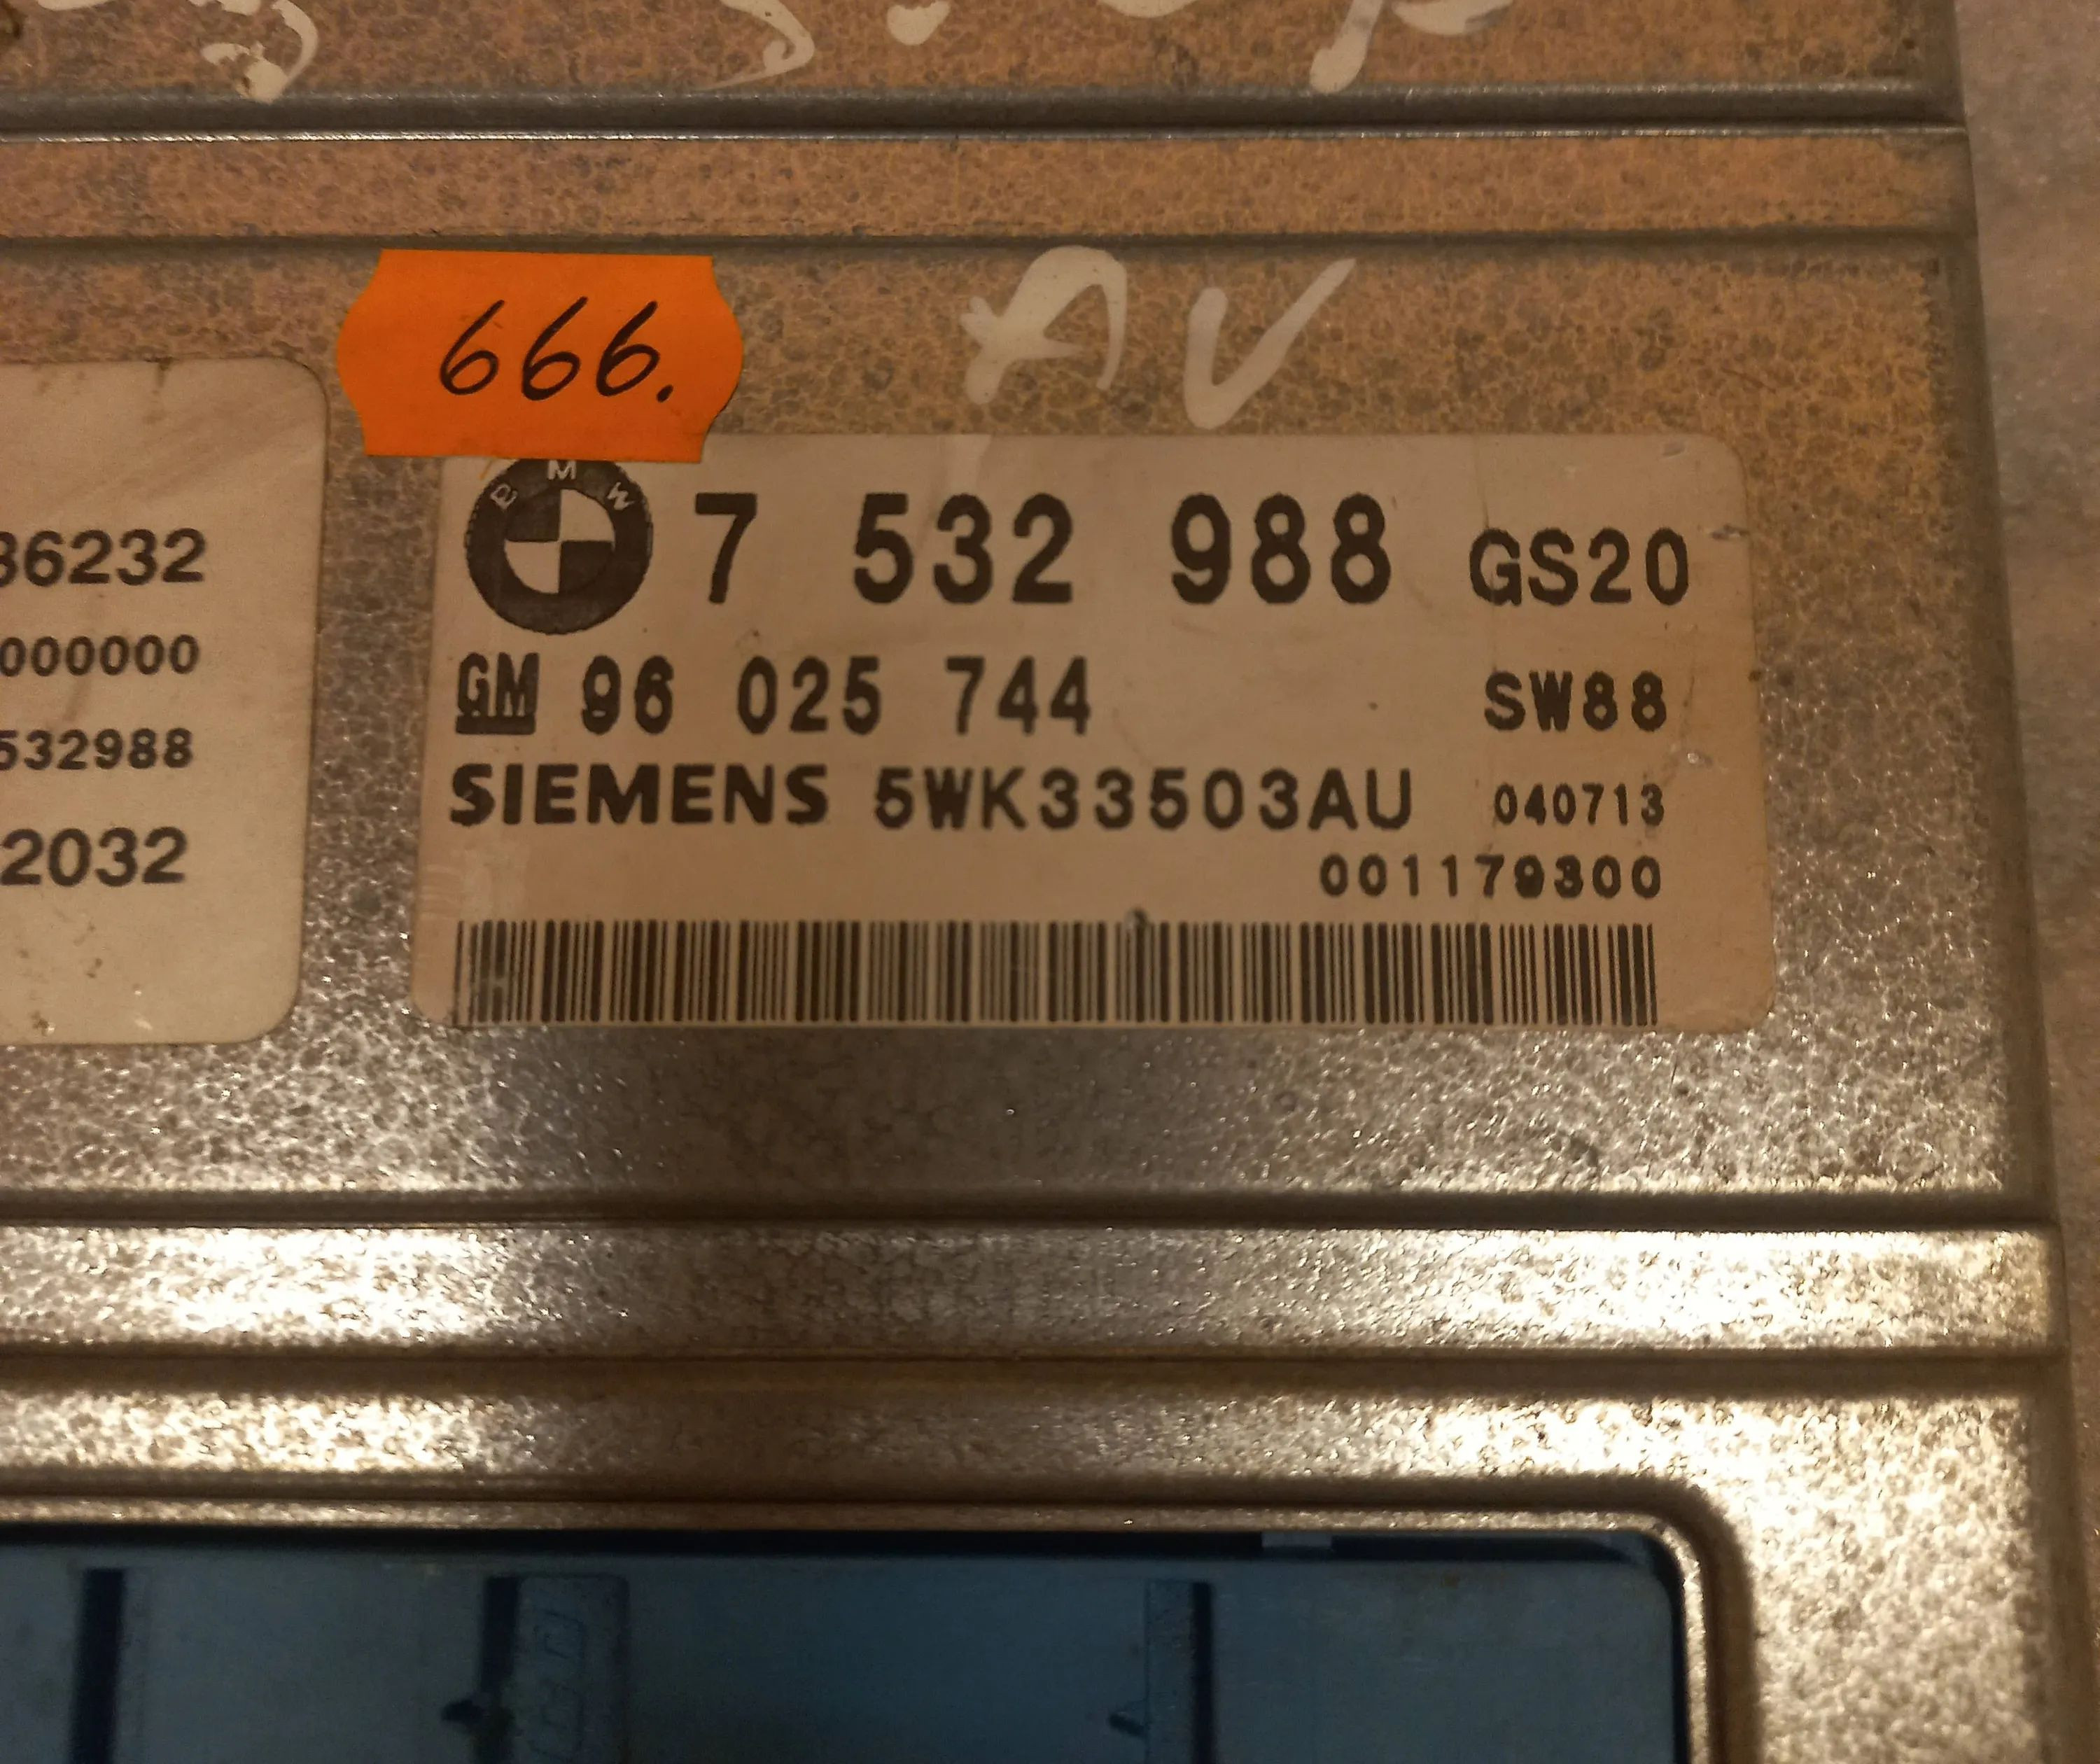 666.
AV
BMW 7 532 988 GS20
GM 96 025 744 SW88
SIEMENS 5WK33503AU 040713
001179300
36232
000000
532988
2032